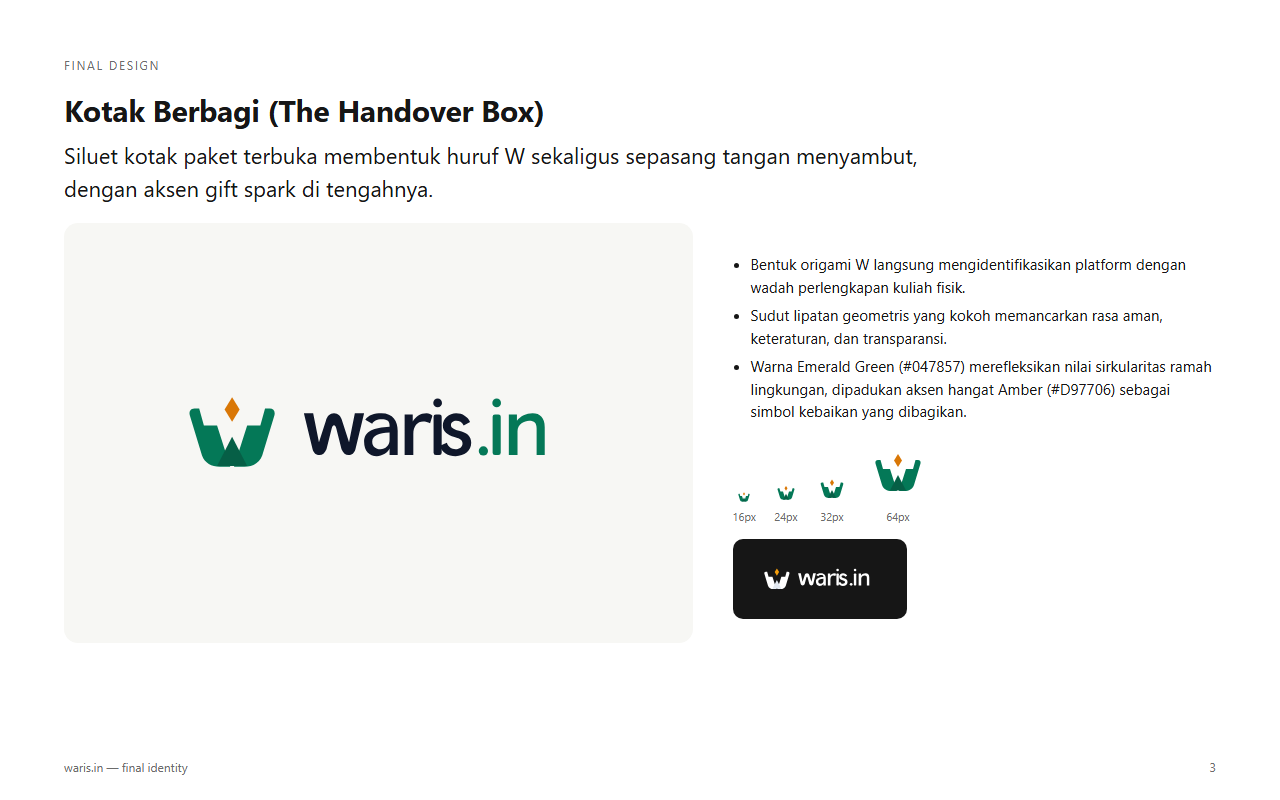 FINAL DESIGN
Kotak Berbagi (The Handover Box)
Siluet kotak paket terbuka membentuk huruf W sekaligus sepasang tangan menyambut,
dengan aksen gift spark di tengahnya.
waris.in
• Bentuk origami W langsung mengidentifikasikan platform dengan
wadah perlengkapan kuliah fisik.
• Sudut lipatan geometris yang kokoh memancarkan rasa aman,
keteraturan, dan transparansi.
• Warna Emerald Green (#047857) merefleksikan nilai sirkularitas ramah
lingkungan, dipadukan aksen hangat Amber (#D97706) sebagai
simbol kebaikan yang dibagikan.
16px 24px 32px 64px
waris.in
waris.in — final identity
3